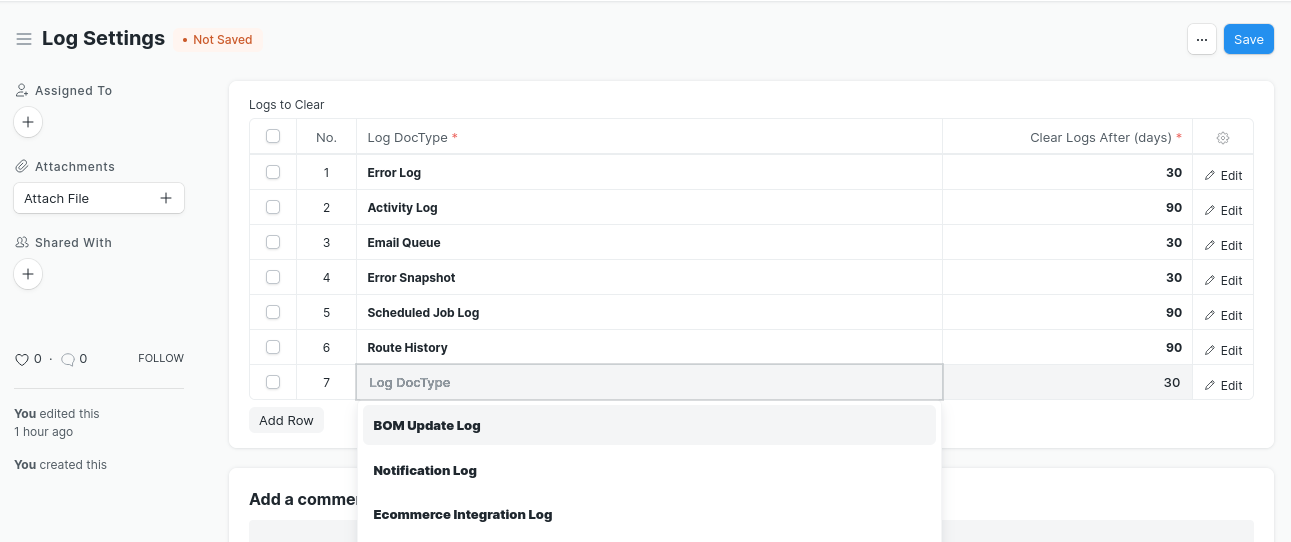 Log Settings • Not Saved ... Save
Assigned To
Attachments
Attach File
Shared With
0 · 0 FOLLOW
You edited this
1 hour ago
You created this
Logs to Clear
No. Log DocType * Clear Logs After (days) *
1 Error Log 30 Edit
2 Activity Log 90 Edit
3 Email Queue 30 Edit
4 Error Snapshot 30 Edit
5 Scheduled Job Log 90 Edit
6 Route History 90 Edit
7 Log DocType 30 Edit
Add Row
BOM Update Log
Notification Log
Ecommerce Integration Log
Add a comme